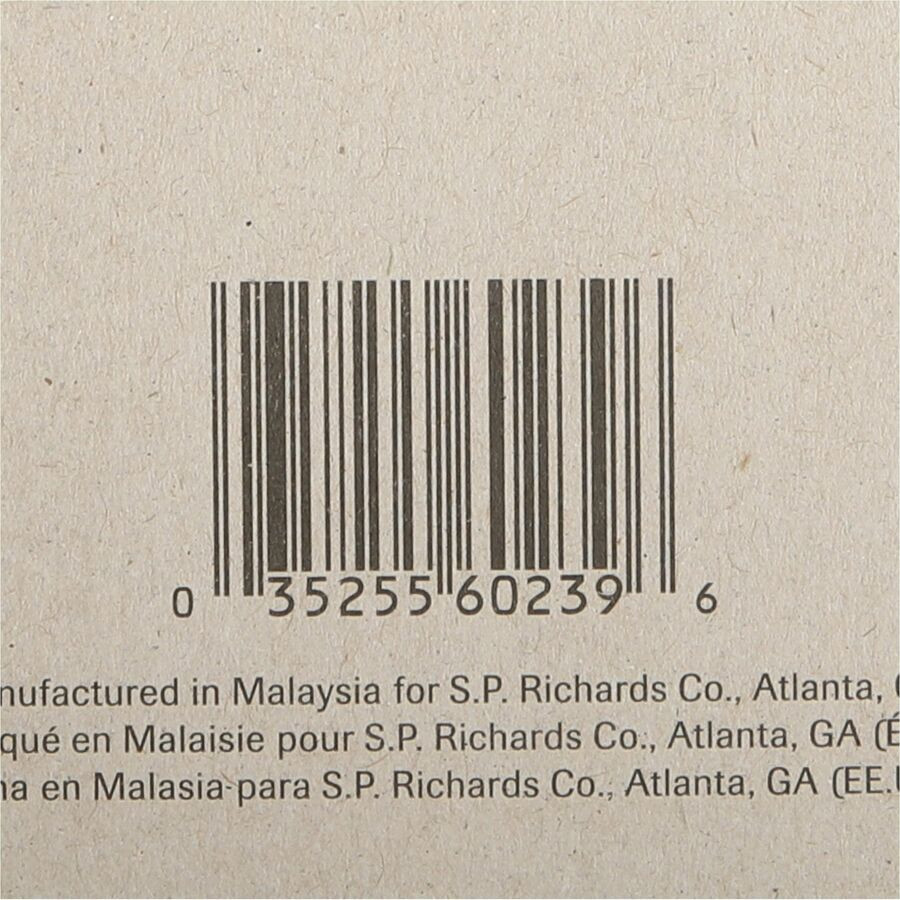 0 35255 60239 6
nufactured in Malaysia for S.P. Richards Co., Atlanta,
qué en Malaisie pour S.P. Richards Co., Atlanta, GA (É
na en Malasia para S.P. Richards Co., Atlanta, GA (EE.U